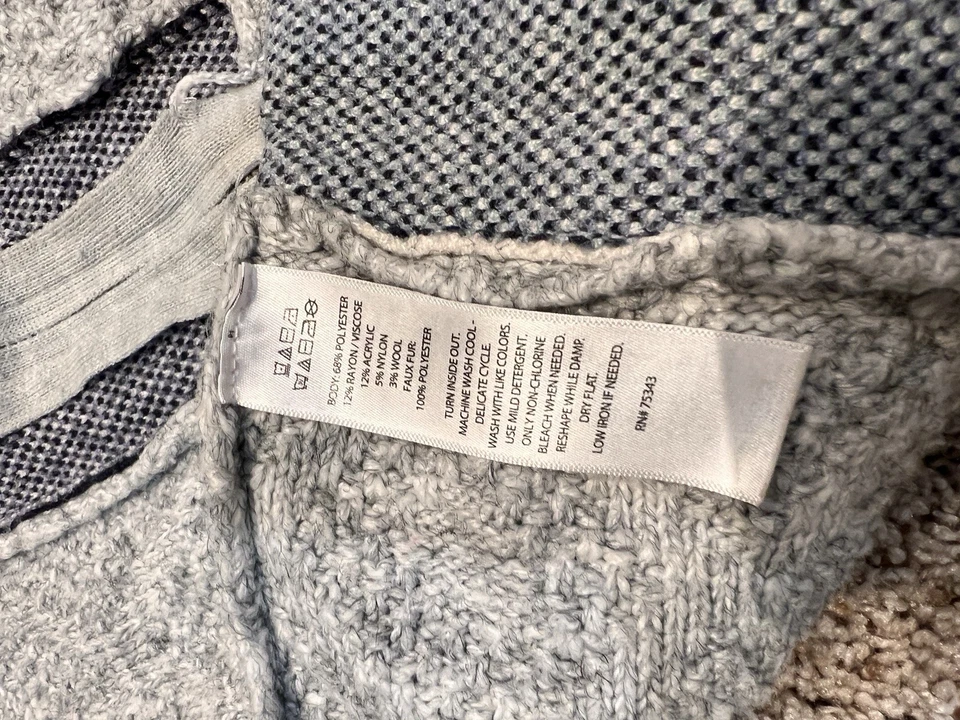 BODY: 68% POLYESTER
12% RAYON / VISCOSE
12% ACRYLIC
5% NYLON
3% WOOL
FAUX FUR:
100% POLYESTER
TURN INSIDE OUT.
MACHINE WASH COOL -
DELICATE CYCLE.
WASH WITH LIKE COLORS.
USE MILD DETERGENT.
ONLY NON-CHLORINE
BLEACH WHEN NEEDED.
RESHAPE WHILE DAMP.
DRY FLAT.
LOW IRON IF NEEDED.
RN# 75343